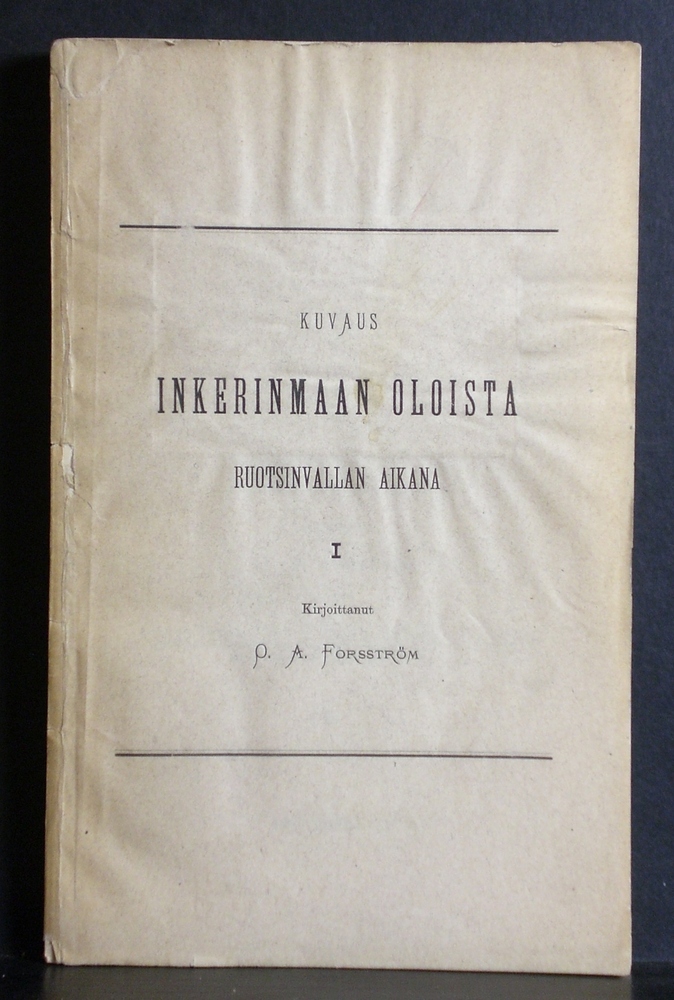 KUVAUS
INKERINMAAN OLOISTA
RUOTSINVALLAN AIKANA
I
Kirjoittanut
O. A. FORSSTRÖM